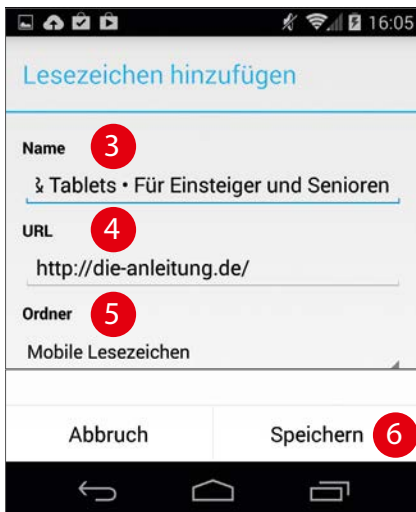 16:05
Lesezeichen hinzufügen
Name 3
& Tablets • Für Einsteiger und Senioren
URL 4
http://die-anleitung.de/
Ordner 5
Mobile Lesezeichen
Abbruch Speichern 6